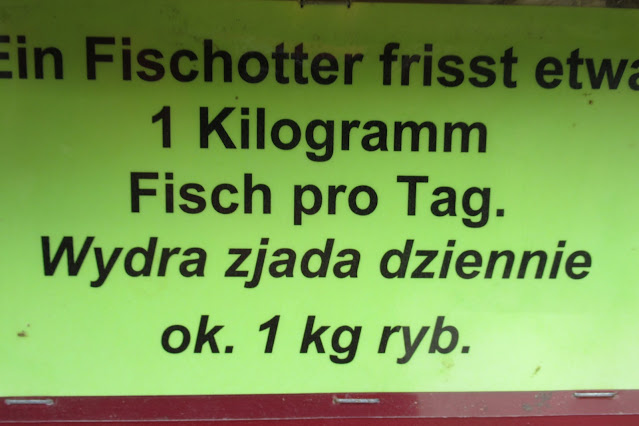 Ein Fischotter frisst etwa
1 Kilogramm
Fisch pro Tag.
Wydra zjada dziennie
ok. 1 kg ryb.